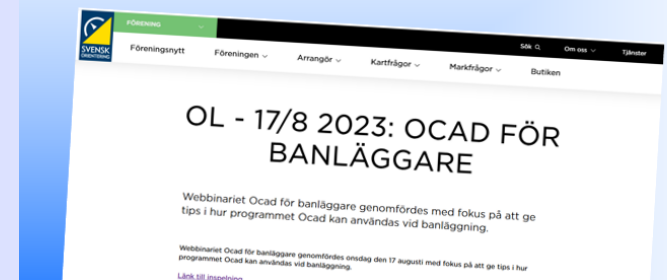 FÖRENING
Sök
Om oss
Tjänster
SVENSK
ORIENTERING
Föreningsnytt
Föreningen
Arrangör
Kartfrågor
Markfrågor
Butiken
OL - 17/8 2023: OCAD FÖR
BANLÄGGARE
Webbinariet Ocad för banläggare genomfördes med fokus på att ge
tips i hur programmet Ocad kan användas vid banläggning.
Webbinariet Ocad för banläggare genomfördes onsdag den 17 augusti med fokus på att ge tips i hur
programmet Ocad kan användas vid banläggning.
Länk till inspelning